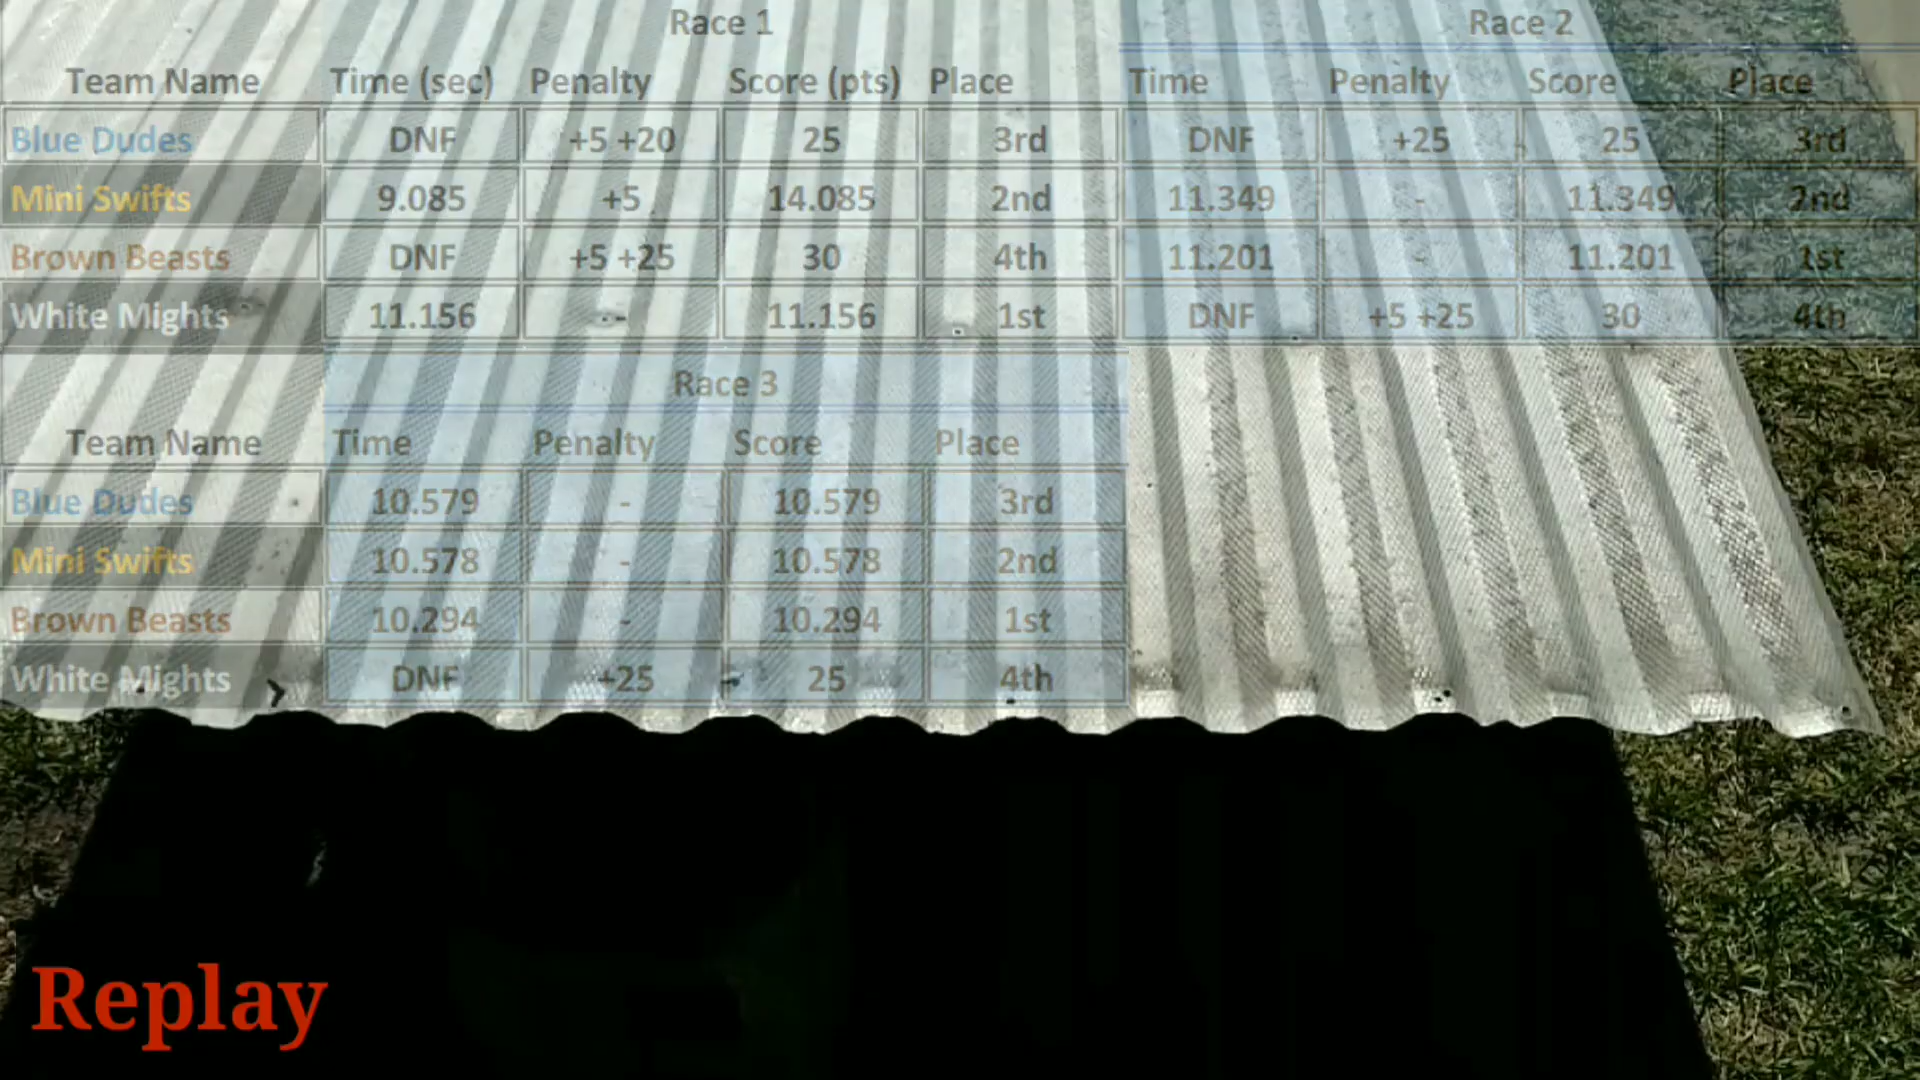 Race 1 Race 2
Team Name Time (sec) Penalty Score (pts) Place Time Penalty Score Place
Blue Dudes DNF +5 +20 25 3rd DNF +25 25 3rd
Mini Swifts 9.085 +5 14.085 2nd 11.349 - 11.349 2nd
Brown Beasts DNF +5 +25 30 4th 11.201 - 11.201 1st
White Mights 11.156 - 11.156 1st DNF +5 +25 30 4th
Race 3
Team Name Time Penalty Score Place
Blue Dudes 10.579 - 10.579 3rd
Mini Swifts 10.578 - 10.578 2nd
Brown Beasts 10.294 - 10.294 1st
White Mights DNF +25 25 4th
Replay